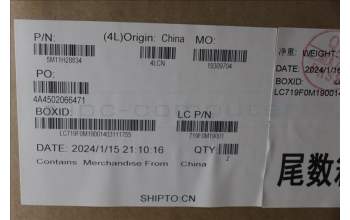 P/N:
(4L)Origin: China
MO:
5M11H28834
4LCN
PO:
4A4502066471
BOXID:
LC P/N:
LC719F0M19001403111755
DATE: 2024/1/15 21:10:16
QTY:
Contains Merchandise From China
SHIPTO:CN
净重:
WEIGHT:
DATE: 2024/1/15
BOXID:
LC719F0M19001
尾数